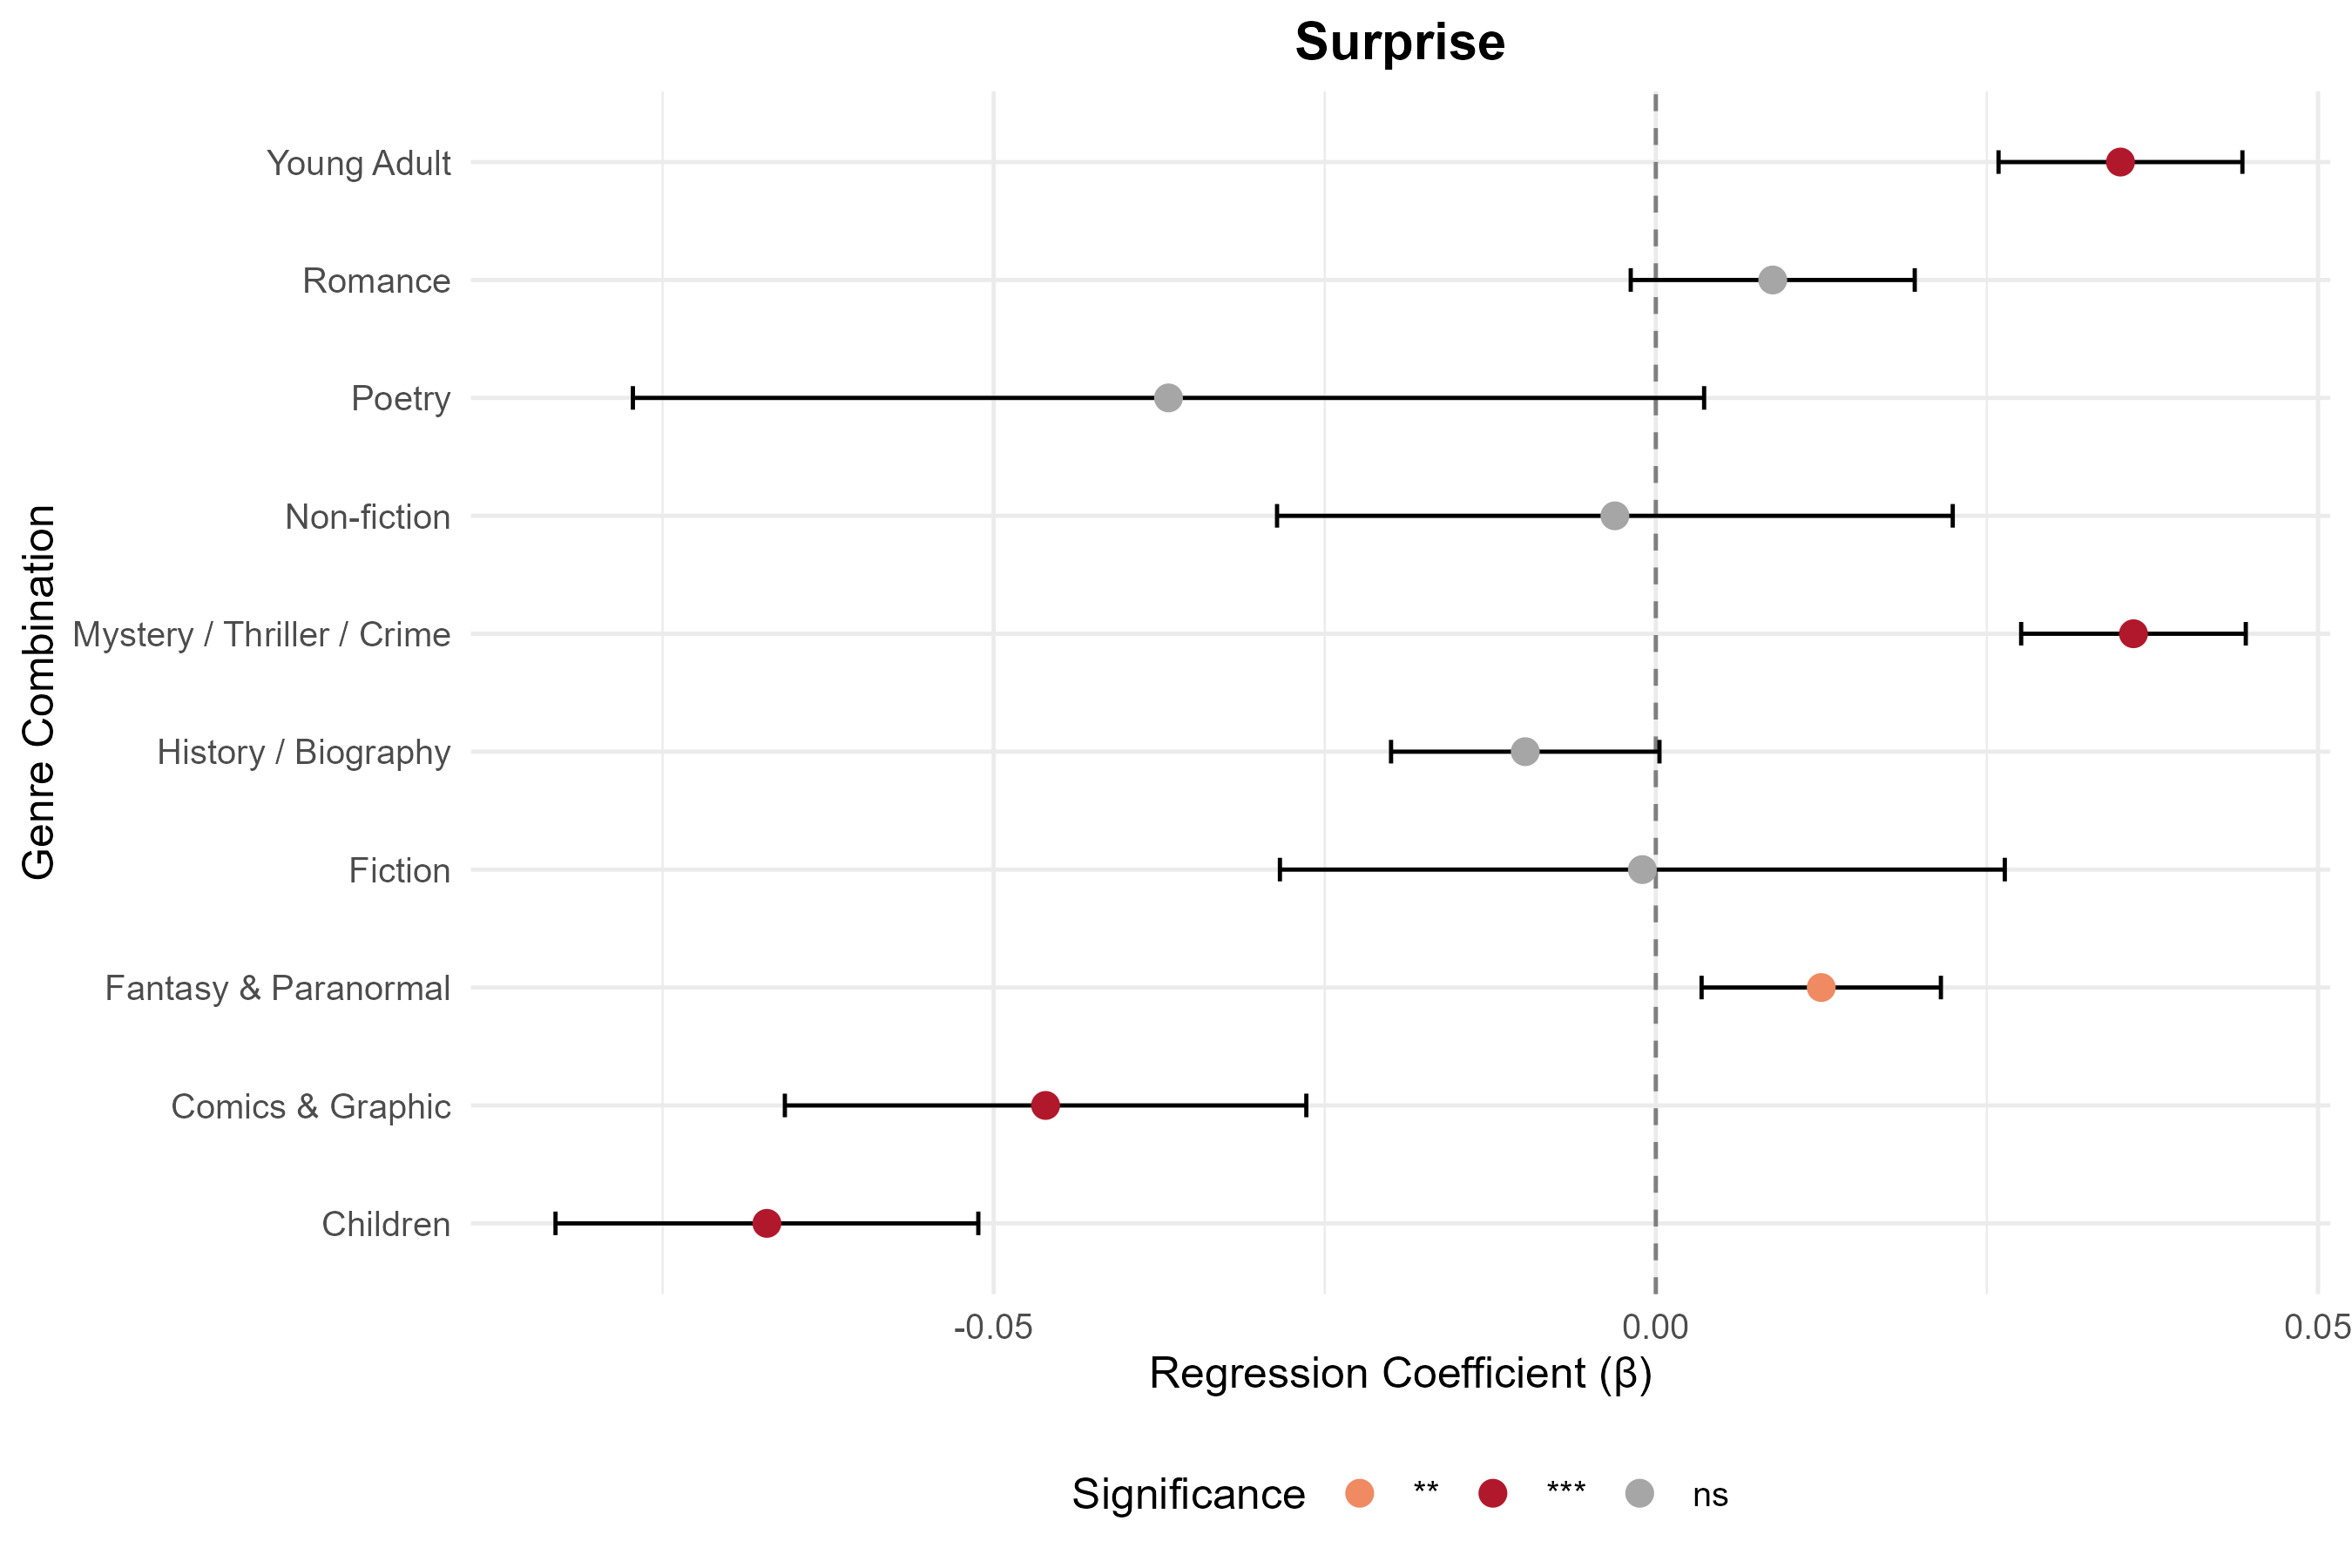 Surprise
Genre Combination
Young Adult
Romance
Poetry
Non-fiction
Mystery / Thriller / Crime
History / Biography
Fiction
Fantasy & Paranormal
Comics & Graphic
Children
-0.05 0.00 0.05
Regression Coefficient (β)
Significance ** *** ns